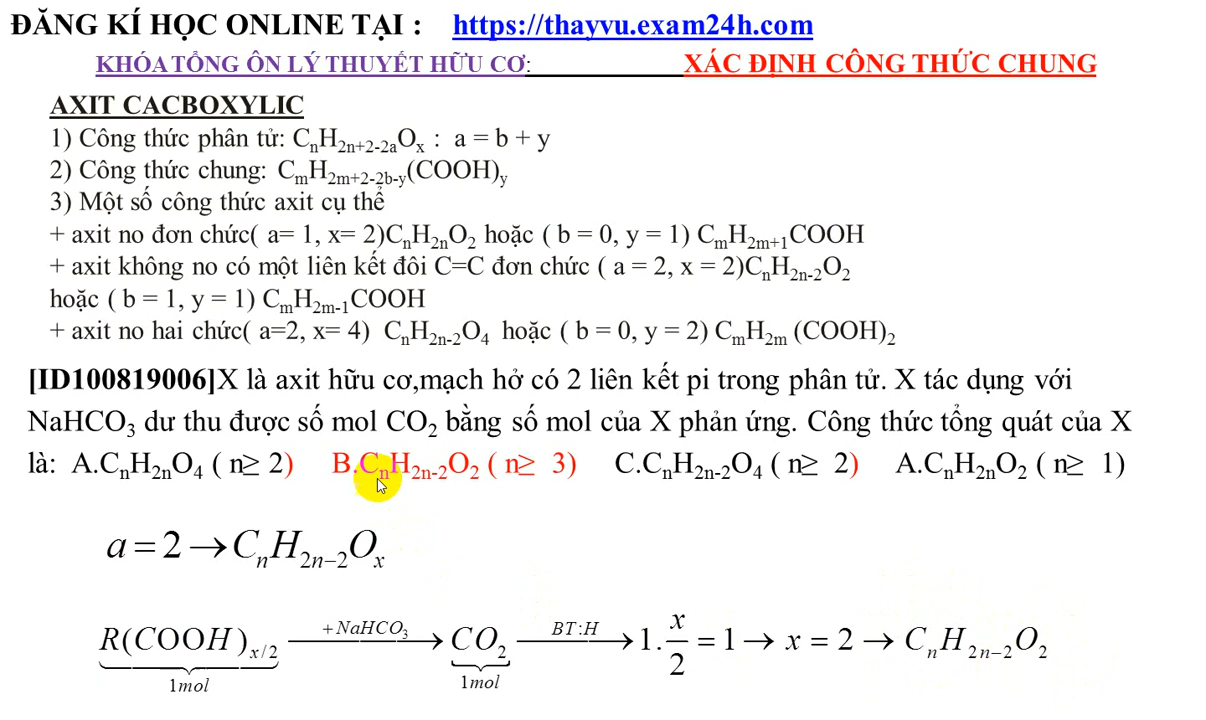 ĐĂNG KÍ HỌC ONLINE TẠI : https://thayvu.exam24h.com
KHÓA TỔNG ÔN LÝ THUYẾT HỮU CƠ: XÁC ĐỊNH CÔNG THỨC CHUNG
AXIT CACBOXYLIC
1) Công thức phân tử: CₙH₂ₙ₊₂₋₂ₐOₓ : a = b + y
2) Công thức chung: CₘH₂ₘ₊₂₋₂b₋y(COOH)y
3) Một số công thức axit cụ thể
+ axit no đơn chức( a= 1, x= 2)CₙH₂ₙO₂ hoặc ( b = 0, y = 1) CₘH₂ₘ₊₁COOH
+ axit không no có một liên kết đôi C=C đơn chức ( a = 2, x = 2)CₙH₂ₙ₋₂O₂
hoặc ( b = 1, y = 1) CₘH₂ₘ₋₁COOH
+ axit no hai chức( a=2, x= 4) CₙH₂ₙ₋₂O₄ hoặc ( b = 0, y = 2) CₘH₂ₘ (COOH)₂
[ID100819006]X là axit hữu cơ,mạch hở có 2 liên kết pi trong phân tử. X tác dụng với
NaHCO₃ dư thu được số mol CO₂ bằng số mol của X phản ứng. Công thức tổng quát của X
là: A.CₙH₂ₙO₄ ( n≥ 2) B.CₙH₂ₙ₋₂O₂ ( n≥ 3) C.CₙH₂ₙ₋₂O₄ ( n≥ 2) A.CₙH₂ₙO₂ ( n≥ 1)
a = 2 → CₙH₂ₙ₋₂Oₓ
R(COOH)x/2 +NaHCO₃ → CO₂ BT:H → 1.x/2 = 1 → x = 2 → CₙH₂ₙ₋₂O₂
1mol 1mol